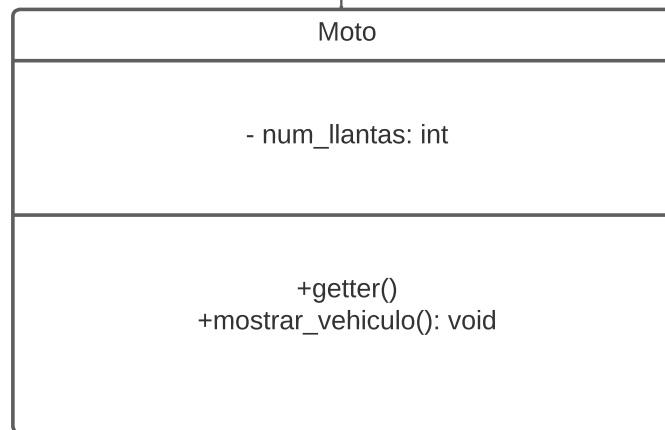 Moto
- num_llantas: int
+getter()
+mostrar_vehiculo(): void